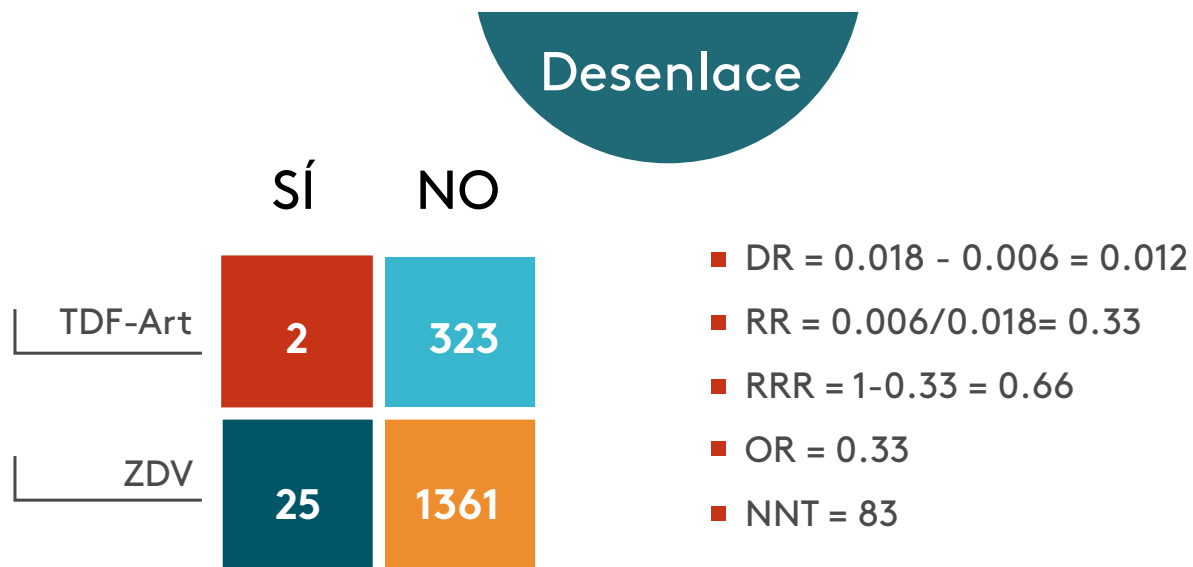 Desenlace
SÍ NO
TDF-Art 2 323
ZDV 25 1361
DR = 0.018 - 0.006 = 0.012
RR = 0.006/0.018= 0.33
RRR = 1-0.33 = 0.66
OR = 0.33
NNT = 83